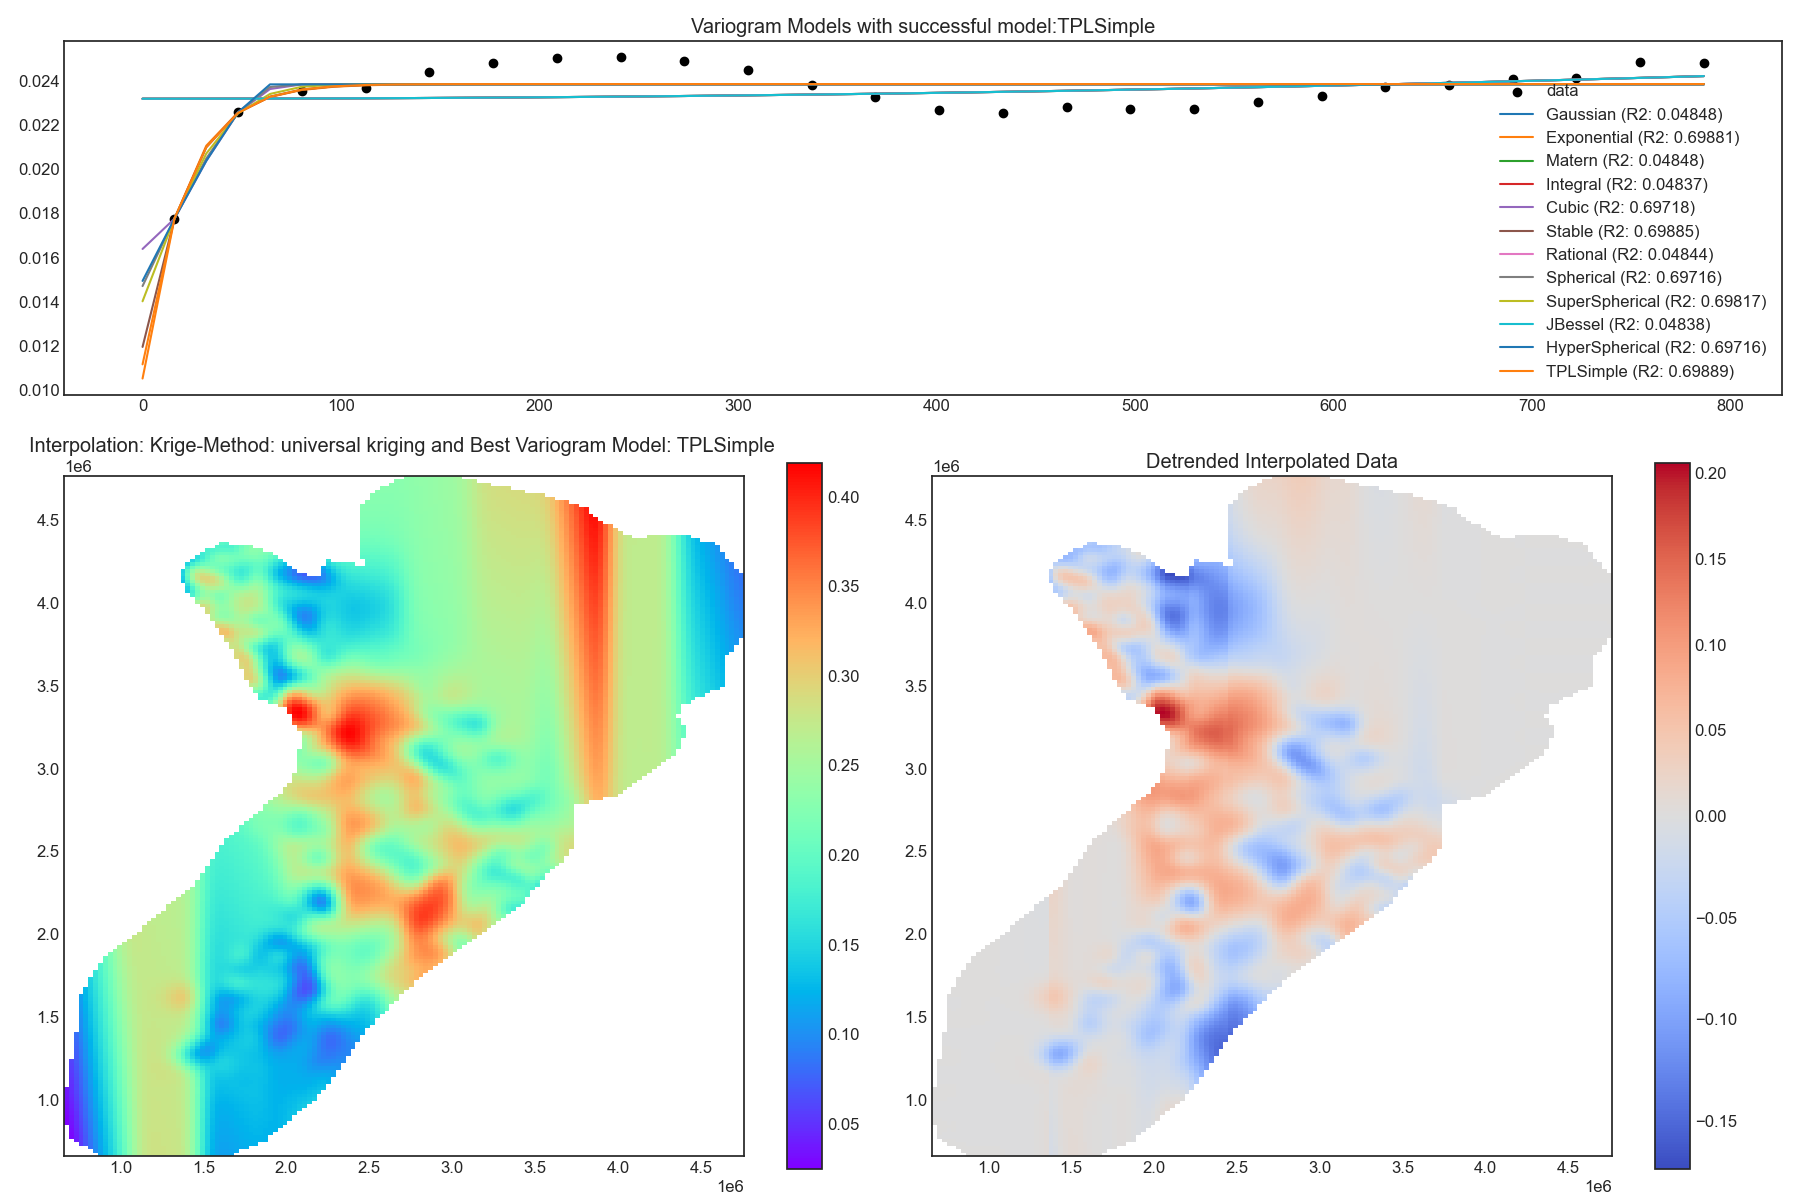 Variogram Models with successful model:TPLSimple
0.024
0.022
0.020
0.018
0.016
0.014
0.012
0.010
data
Gaussian (R2: 0.04848)
Exponential (R2: 0.69881)
Matern (R2: 0.04848)
Integral (R2: 0.04837)
Cubic (R2: 0.69718)
Stable (R2: 0.69885)
Rational (R2: 0.04844)
Spherical (R2: 0.69716)
SuperSpherical (R2: 0.69817)
JBessel (R2: 0.04838)
HyperSpherical (R2: 0.69716)
TPLSimple (R2: 0.69889)
0 100 200 300 400 500 600 700 800
Interpolation: Krige-Method: universal kriging and Best Variogram Model: TPLSimple
1e6
4.5
4.0
3.5
3.0
2.5
2.0
1.5
1.0
1.0 1.5 2.0 2.5 3.0 3.5 4.0 4.5
1e6
0.40
0.35
0.30
0.25
0.20
0.15
0.10
0.05
Detrended Interpolated Data
1e6
4.5
4.0
3.5
3.0
2.5
2.0
1.5
1.0
1.0 1.5 2.0 2.5 3.0 3.5 4.0 4.5
1e6
0.20
0.15
0.10
0.05
0.00
−0.05
−0.10
−0.15